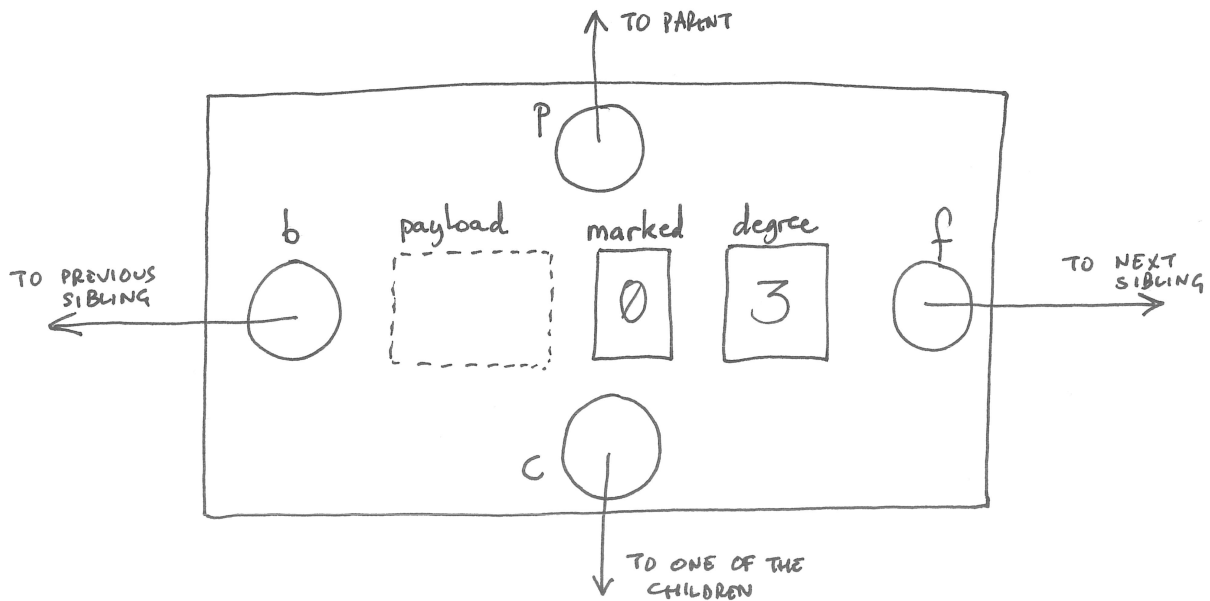 TO PARENT
P
b
payload
marked
degree
f
TO PREVIOUS
SIBLING
0
3
TO NEXT
SIBLING
C
TO ONE OF THE
CHILDREN